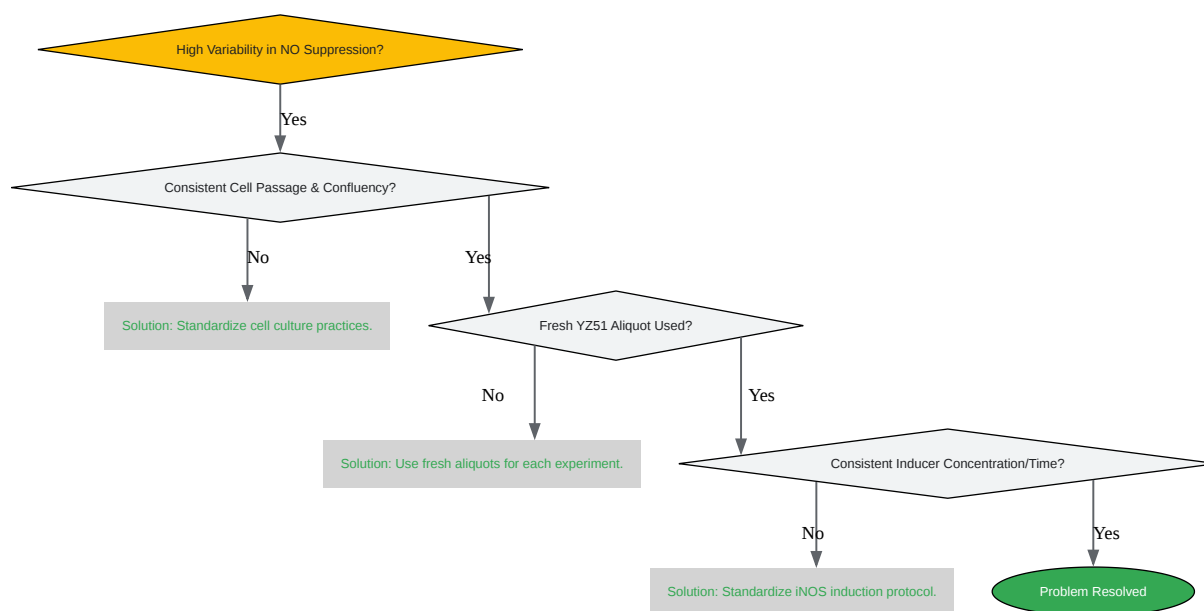 High Variability in NO Suppression?
Yes
Consistent Cell Passage & Confluency?
No
Yes
Solution: Standardize cell culture practices.
Fresh YZ51 Aliquot Used?
No
Yes
Solution: Use fresh aliquots for each experiment.
Consistent Inducer Concentration/Time?
No
Yes
Solution: Standardize iNOS induction protocol.
Problem Resolved